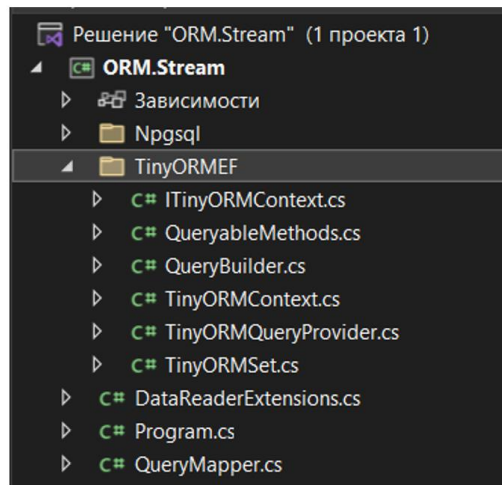 Решение "ORM.Stream" (1 проекта 1)
C# ORM.Stream
Зависимости
Npgsql
TinyORMEF
C# ITinyORMContext.cs
C# QueryableMethods.cs
C# QueryBuilder.cs
C# TinyORMContext.cs
C# TinyORMQueryProvider.cs
C# TinyORMSet.cs
C# DataReaderExtensions.cs
C# Program.cs
C# QueryMapper.cs